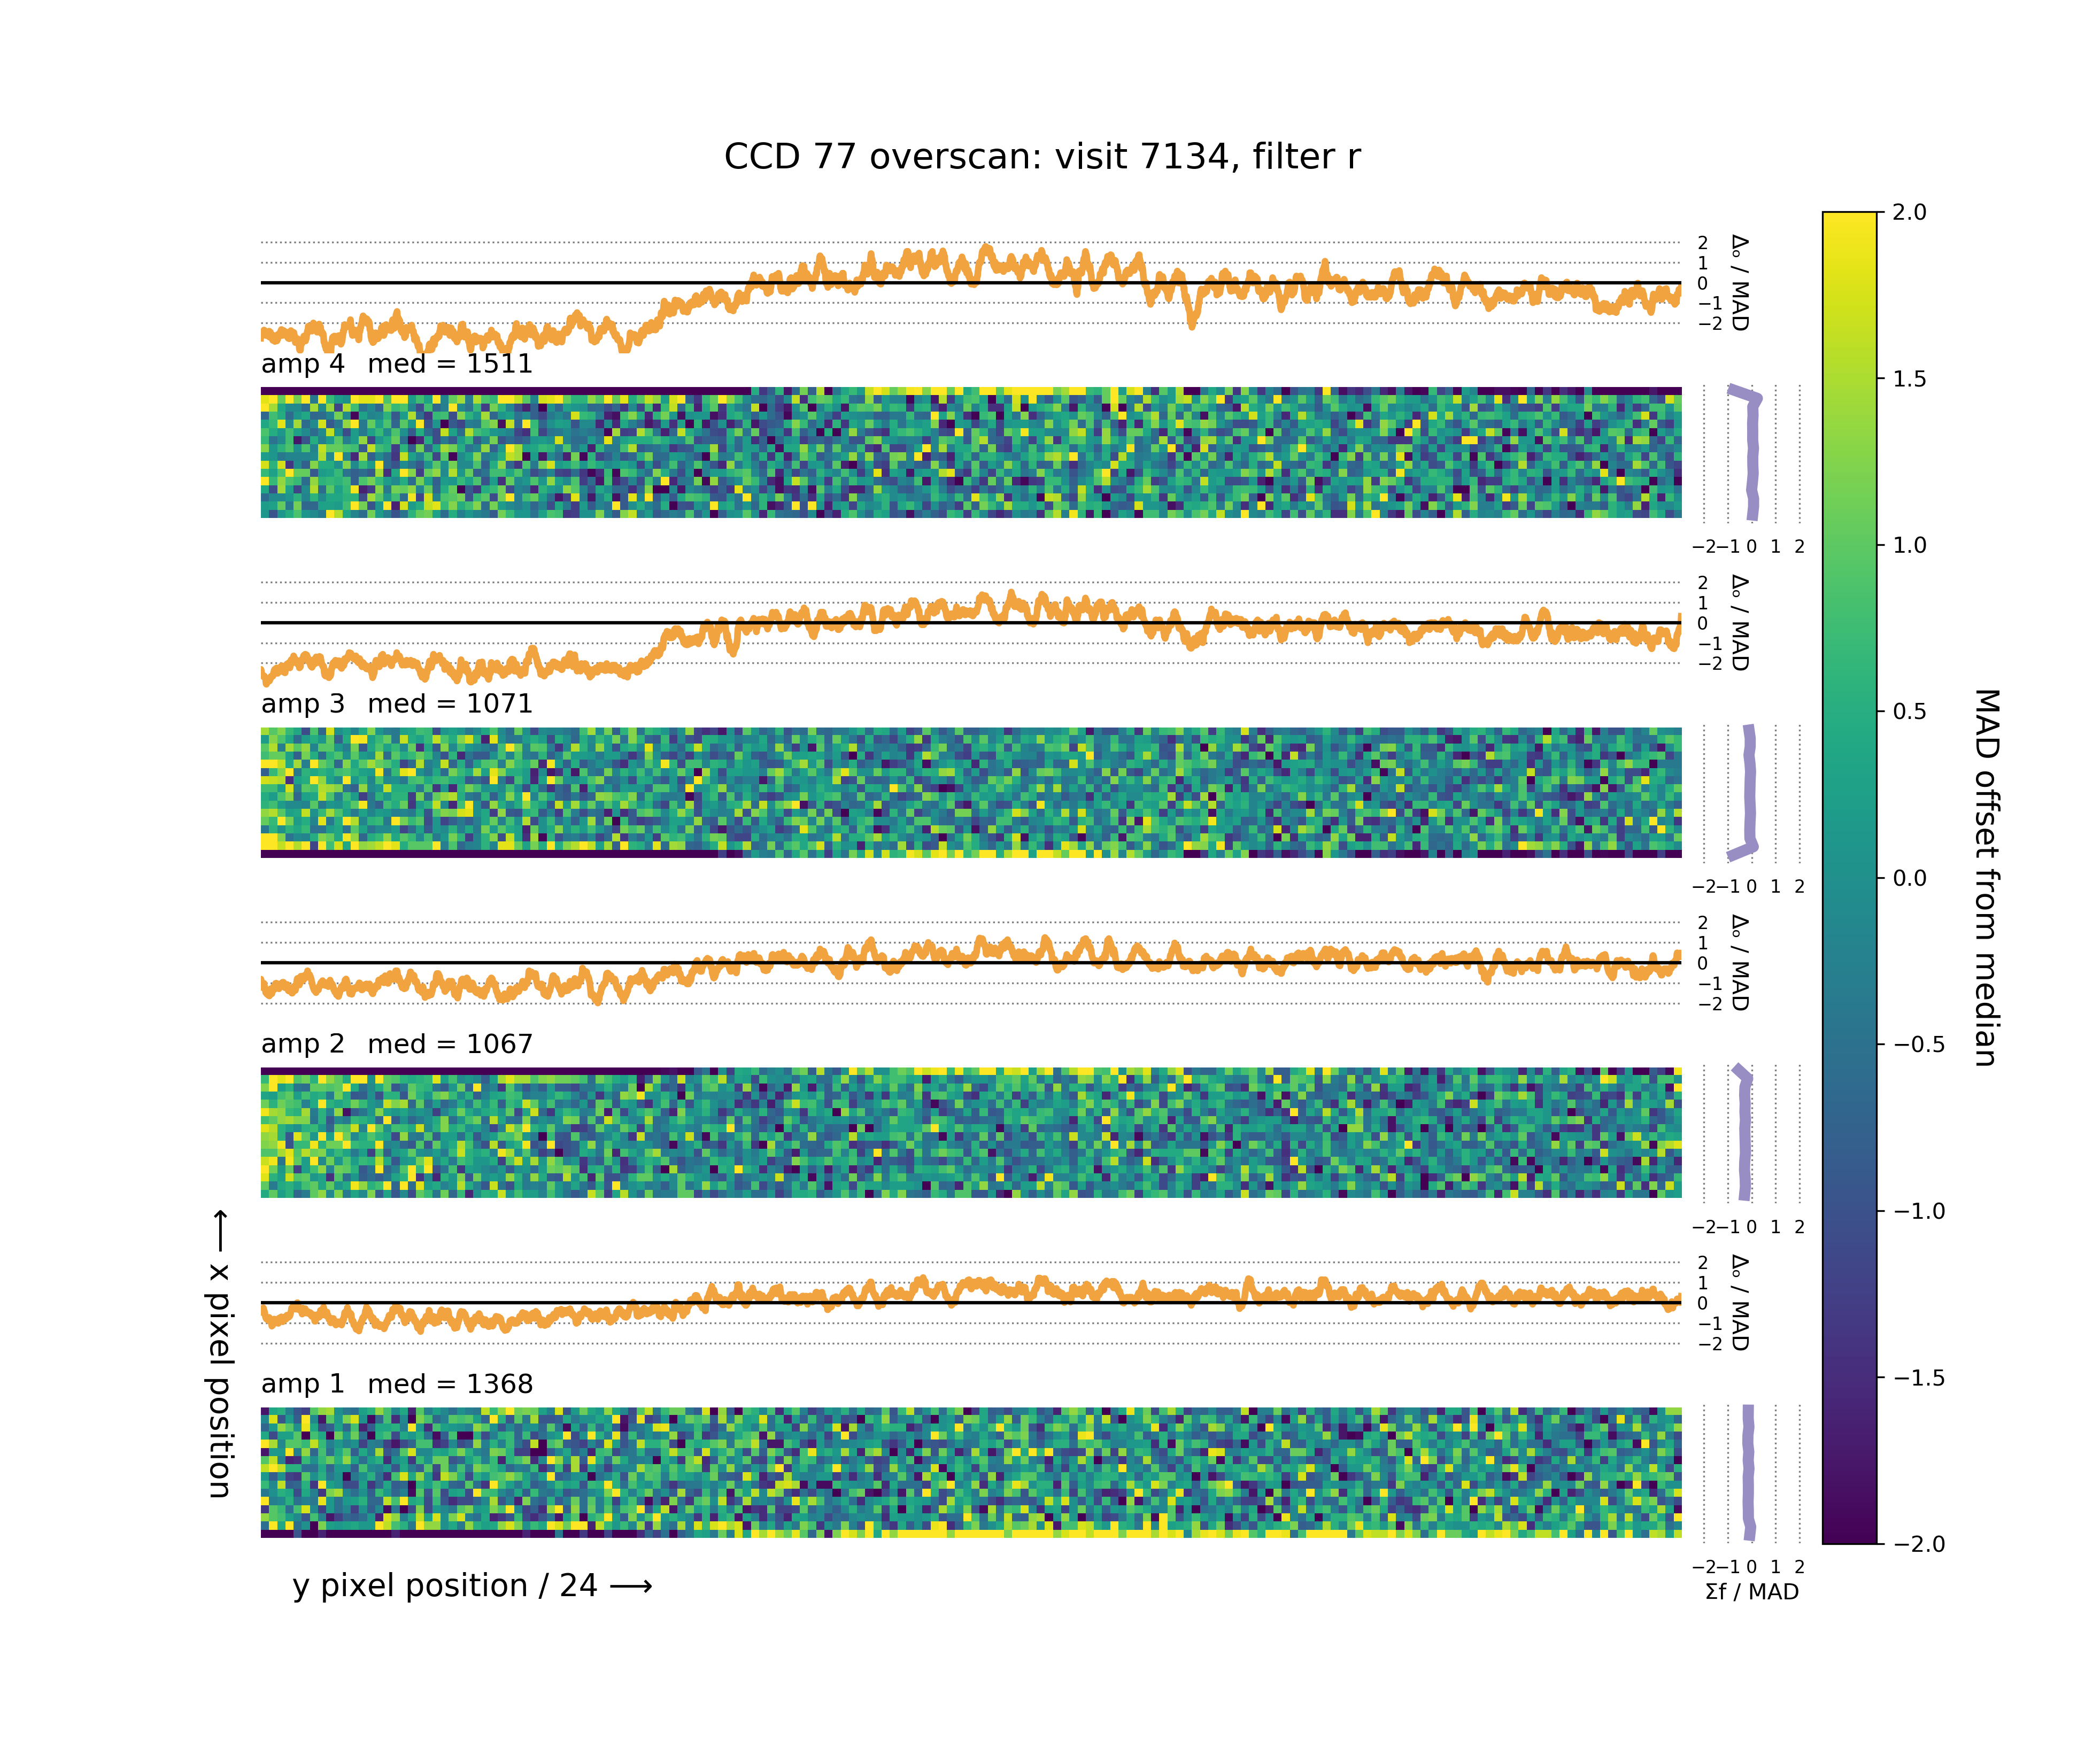 CCD 77 overscan: visit 7134, filter r
2
1
0
−1
−2
Δₒ / MAD
amp 4 med = 1511
−2 −1 0 1 2
2
1
0
−1
−2
Δₒ / MAD
amp 3 med = 1071
−2 −1 0 1 2
2
1
0
−1
−2
Δₒ / MAD
amp 2 med = 1067
−2 −1 0 1 2
2
1
0
−1
−2
Δₒ / MAD
amp 1 med = 1368
−2 −1 0 1 2
Σf / MAD
⟵ x pixel position
y pixel position / 24 ⟶
2.0
1.5
1.0
0.5
0.0
−0.5
−1.0
−1.5
−2.0
MAD offset from median